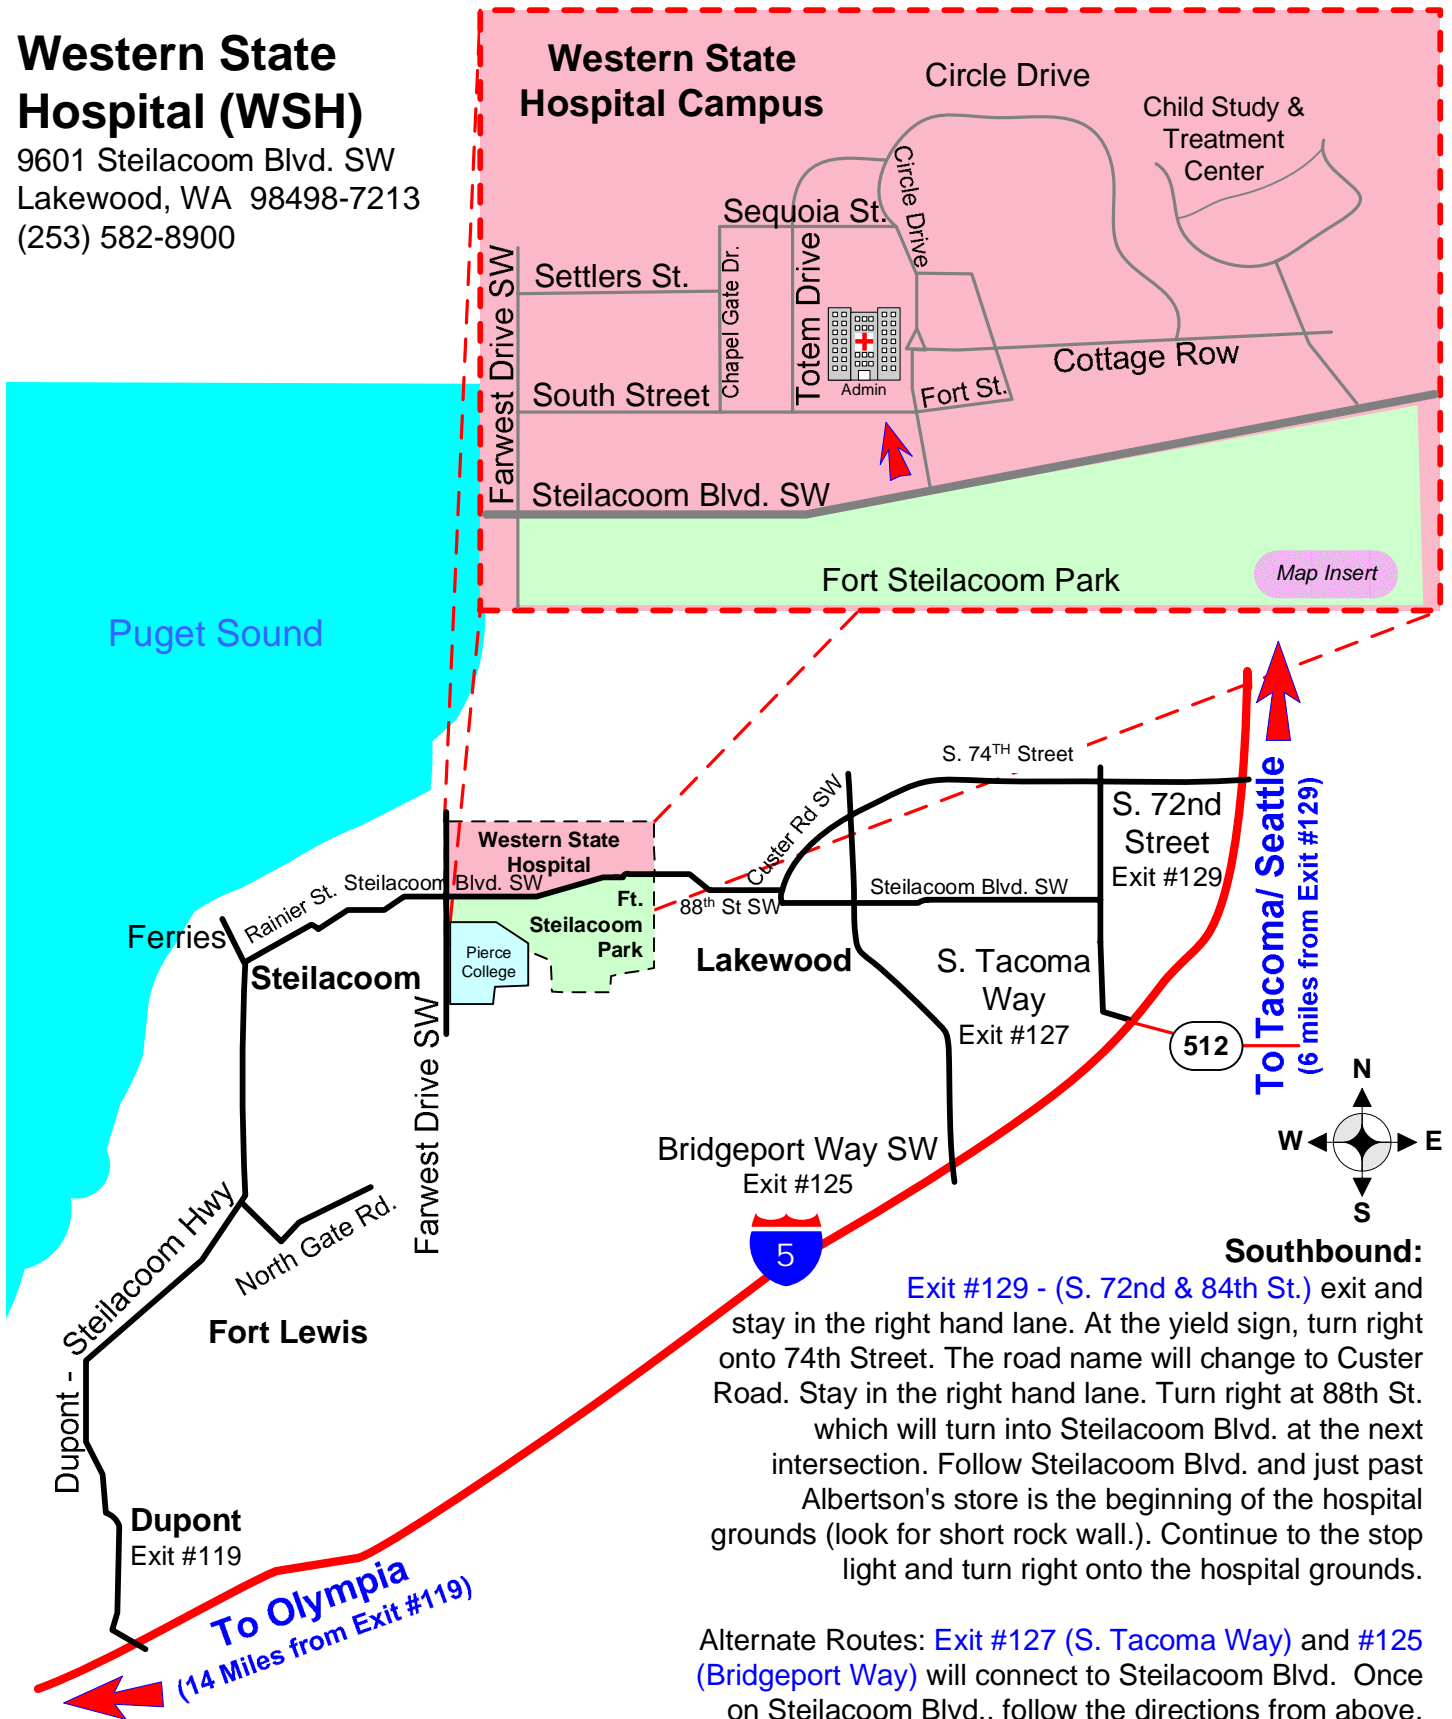 Western State
Hospital (WSH)
9601 Steilacoom Blvd. SW
Lakewood, WA  98498-7213
(253) 582-8900
Western State
Hospital Campus
Circle Drive
Child Study &
Treatment
Center
Circle Drive
Sequoia St.
Settlers St.
Chapel Gate Dr.
Totem Drive
Farwest Drive SW
Admin
Cottage Row
South Street
Fort St.
Steilacoom Blvd. SW
Fort Steilacoom Park
Map Insert
Puget Sound
S. 74TH Street
Custer Rd SW
S. 72nd
Street
Exit #129
To Tacoma/ Seattle
(6 miles from Exit #129)
Western State
Hospital
Steilacoom Blvd. SW
Rainier St.
Ferries
Steilacoom
Ft.
Steilacoom
Park
Pierce
College
88th St SW
Steilacoom Blvd. SW
Lakewood
S. Tacoma
Way
Exit #127
512
Farwest Drive SW
Bridgeport Way SW
Exit #125
5
N
W
E
S
Dupont - Steilacoom Hwy
North Gate Rd.
Fort Lewis
Dupont
Exit #119
To Olympia
(14 Miles from Exit #119)
Southbound:
Exit #129 - (S. 72nd & 84th St.) exit and
stay in the right hand lane. At the yield sign, turn right
onto 74th Street. The road name will change to Custer
Road. Stay in the right hand lane. Turn right at 88th St.
which will turn into Steilacoom Blvd. at the next
intersection. Follow Steilacoom Blvd. and just past
Albertson's store is the beginning of the hospital
grounds (look for short rock wall.). Continue to the stop
light and turn right onto the hospital grounds.
Alternate Routes: Exit #127 (S. Tacoma Way) and #125
(Bridgeport Way) will connect to Steilacoom Blvd.  Once
on Steilacoom Blvd., follow the directions from above.